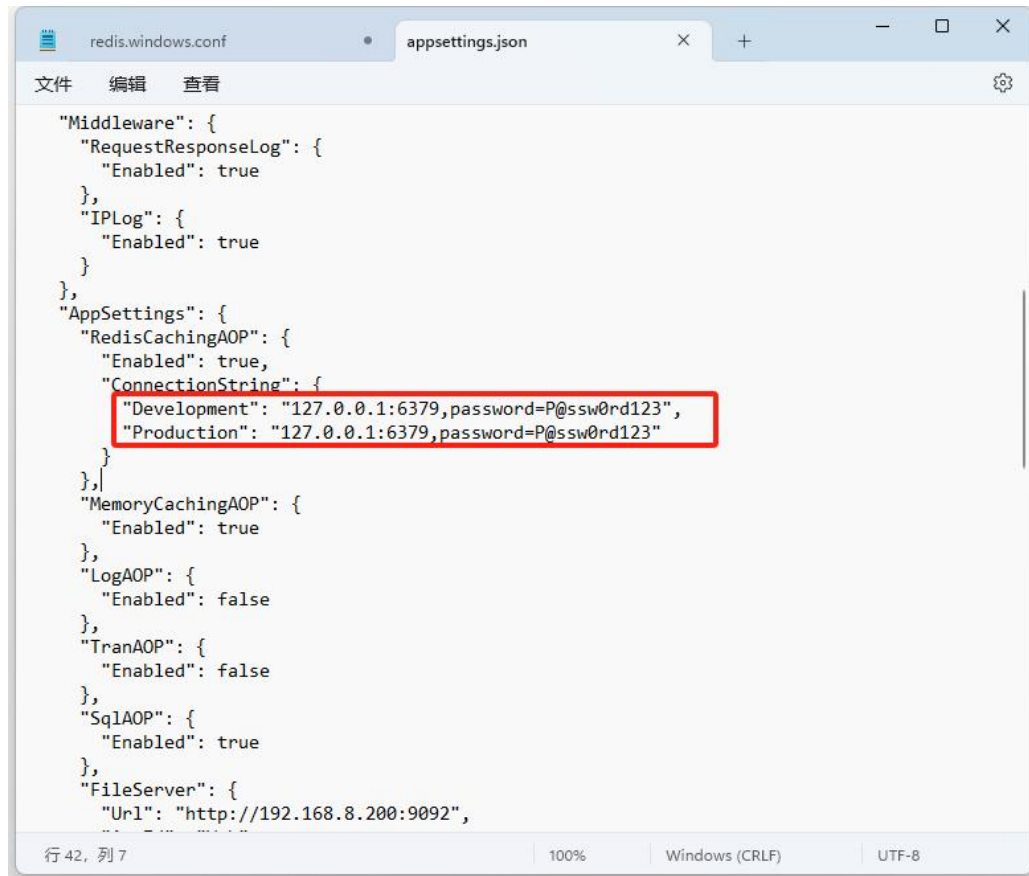 redis.windows.conf
appsettings.json
文件 编辑 查看
"Middleware": {
"RequestResponseLog": {
"Enabled": true
},
"IPLog": {
"Enabled": true
}
},
"AppSettings": {
"RedisCachingAOP": {
"Enabled": true,
"ConnectionString": {
"Development": "127.0.0.1:6379,password=P@ssw0rd123",
"Production": "127.0.0.1:6379,password=P@ssw0rd123"
}
},
"MemoryCachingAOP": {
"Enabled": true
},
"LogAOP": {
"Enabled": false
},
"TranAOP": {
"Enabled": false
},
"SqlAOP": {
"Enabled": true
},
"FileServer": {
"Url": "http://192.168.8.200:9092",
行 42, 列 7 100% Windows (CRLF) UTF-8